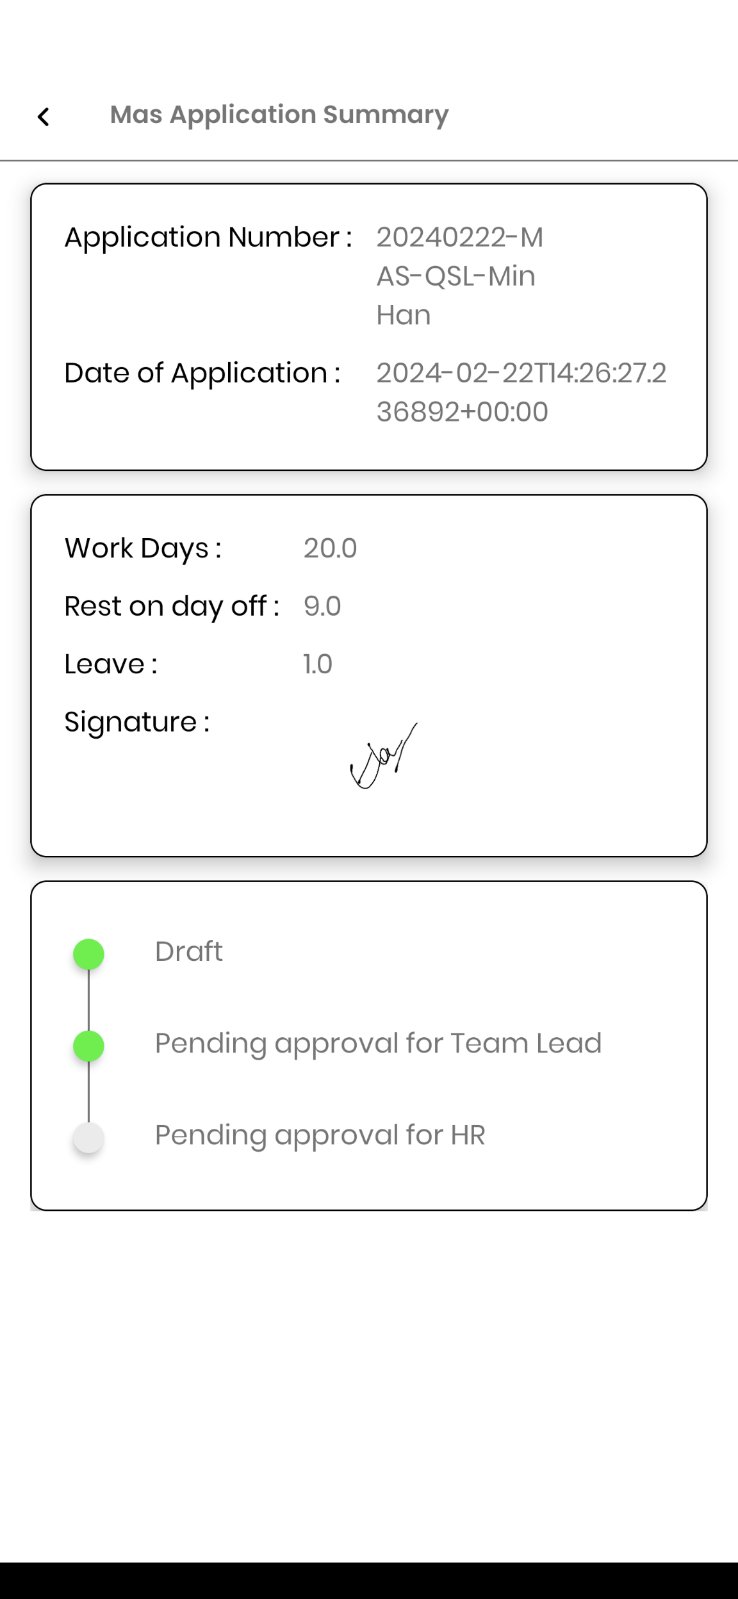 Mas Application Summary
Application Number : 20240222-M
AS-QSL-Min
Han
Date of Application : 2024-02-22T14:26:27.2
36892+00:00
Work Days : 20.0
Rest on day off : 9.0
Leave : 1.0
Signature :
Draft
Pending approval for Team Lead
Pending approval for HR